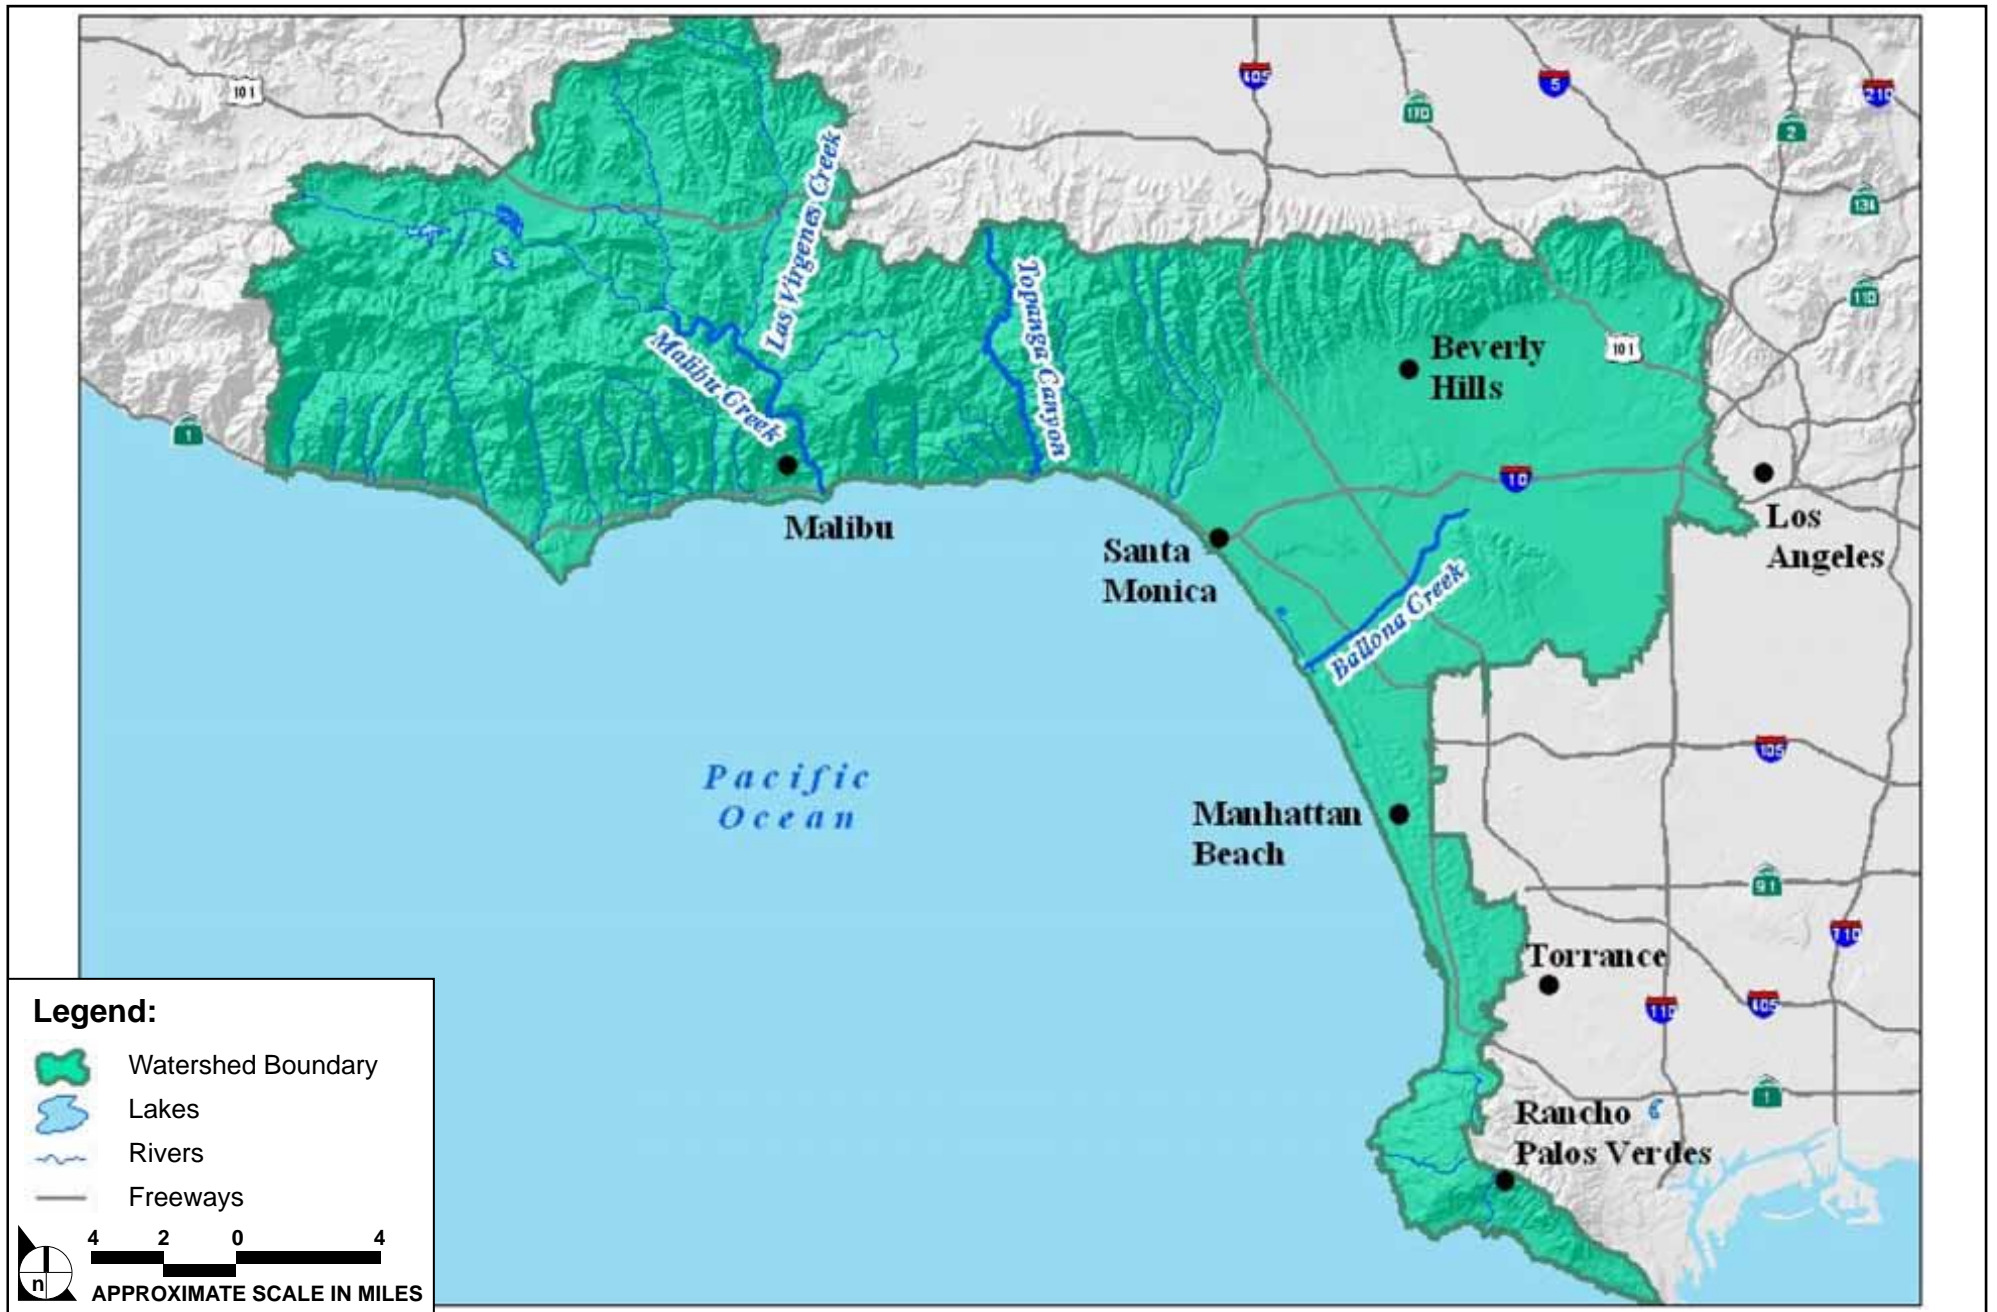 101
405
170
5
210
2
134
110
Las Virgenes Creek
Topanga Canyon
Malibu Creek
Beverly
Hills
101
1
10
Malibu
Santa
Monica
Los
Angeles
Ballona Creek
Pacific
Ocean
105
Manhattan
Beach
91
710
Torrance
110
405
Rancho
Palos Verdes
1
Legend:
Watershed Boundary
Lakes
Rivers
Freeways
4 2 0 4
n
APPROXIMATE SCALE IN MILES